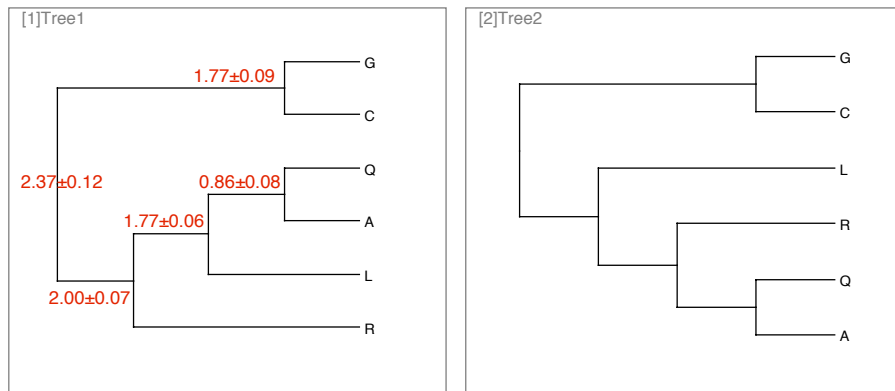 [1]Tree1
1.77±0.09
G
C
Q
0.86±0.08
2.37±0.12
A
1.77±0.06
L
2.00±0.07
R
[2]Tree2
G
C
L
R
Q
A